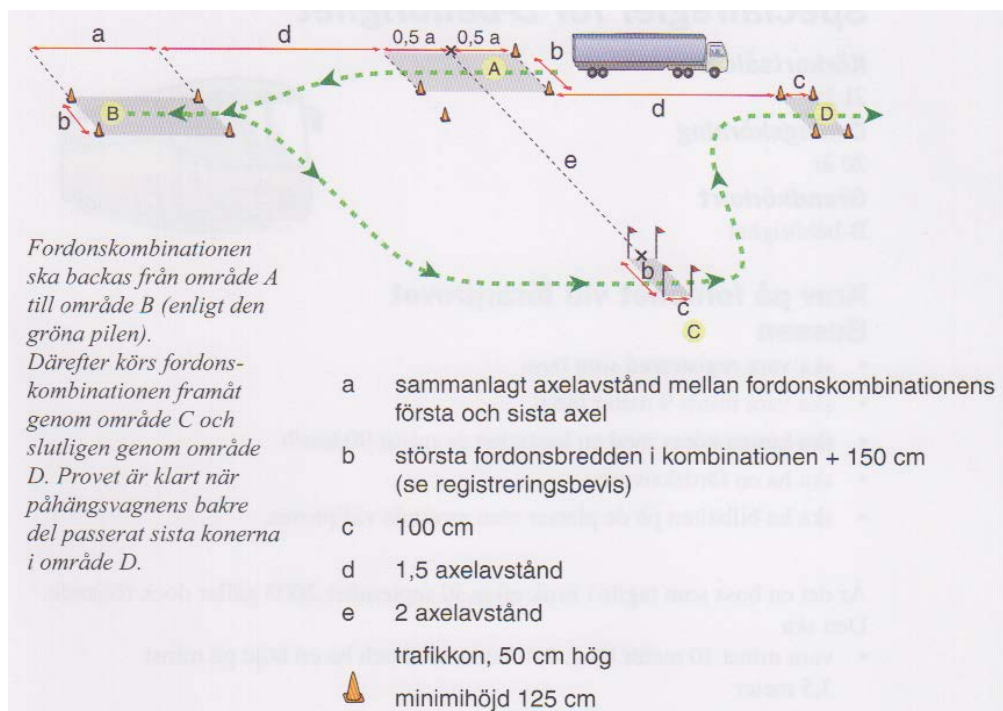 a
d
0,5 a
0,5 a
b
A
c
B
b
d
D
e
b
c
C
Fordonskombinationen
ska backas från område A
till område B (enligt den
gröna pilen).
Därefter körs fordons-
kombinationen framåt
genom område C och
slutligen genom område
D. Provet är klart när
påhängsvagnens bakre
del passerat sista konerna
i område D.
a sammanlagt axelavstånd mellan fordonskombinationens
första och sista axel
b största fordonsbredden i kombinationen + 150 cm
(se registreringsbevis)
c 100 cm
d 1,5 axelavstånd
e 2 axelavstånd
trafikkon, 50 cm hög
minimihöjd 125 cm